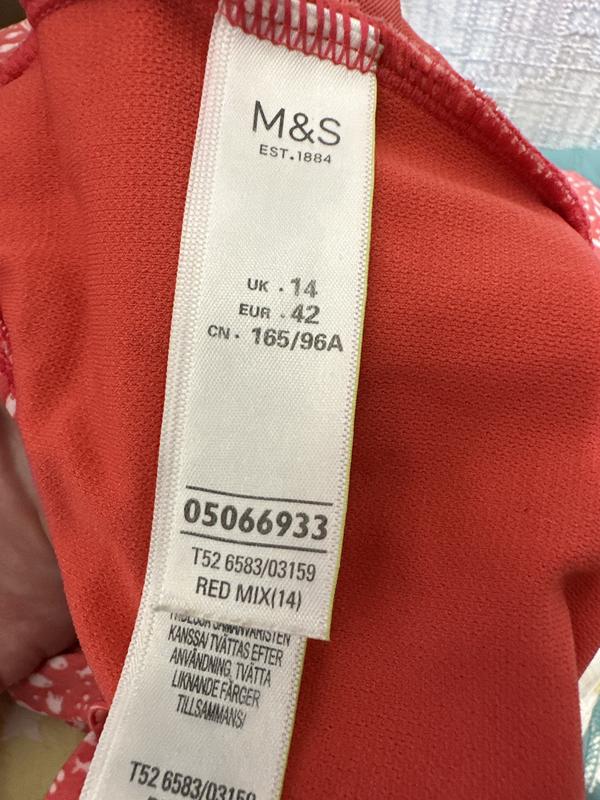 M&S
EST.1884
UK . 14
EUR . 42
CN . 165/96A
05066933
T52 6583/03159
RED MIX(14)
KANSSA/TVÄTTAS EFTER
ANVÄNDNING, TVÄTTA
LIKNANDE FÄRGER
TILLSAMMANS/
T52 6583/03159